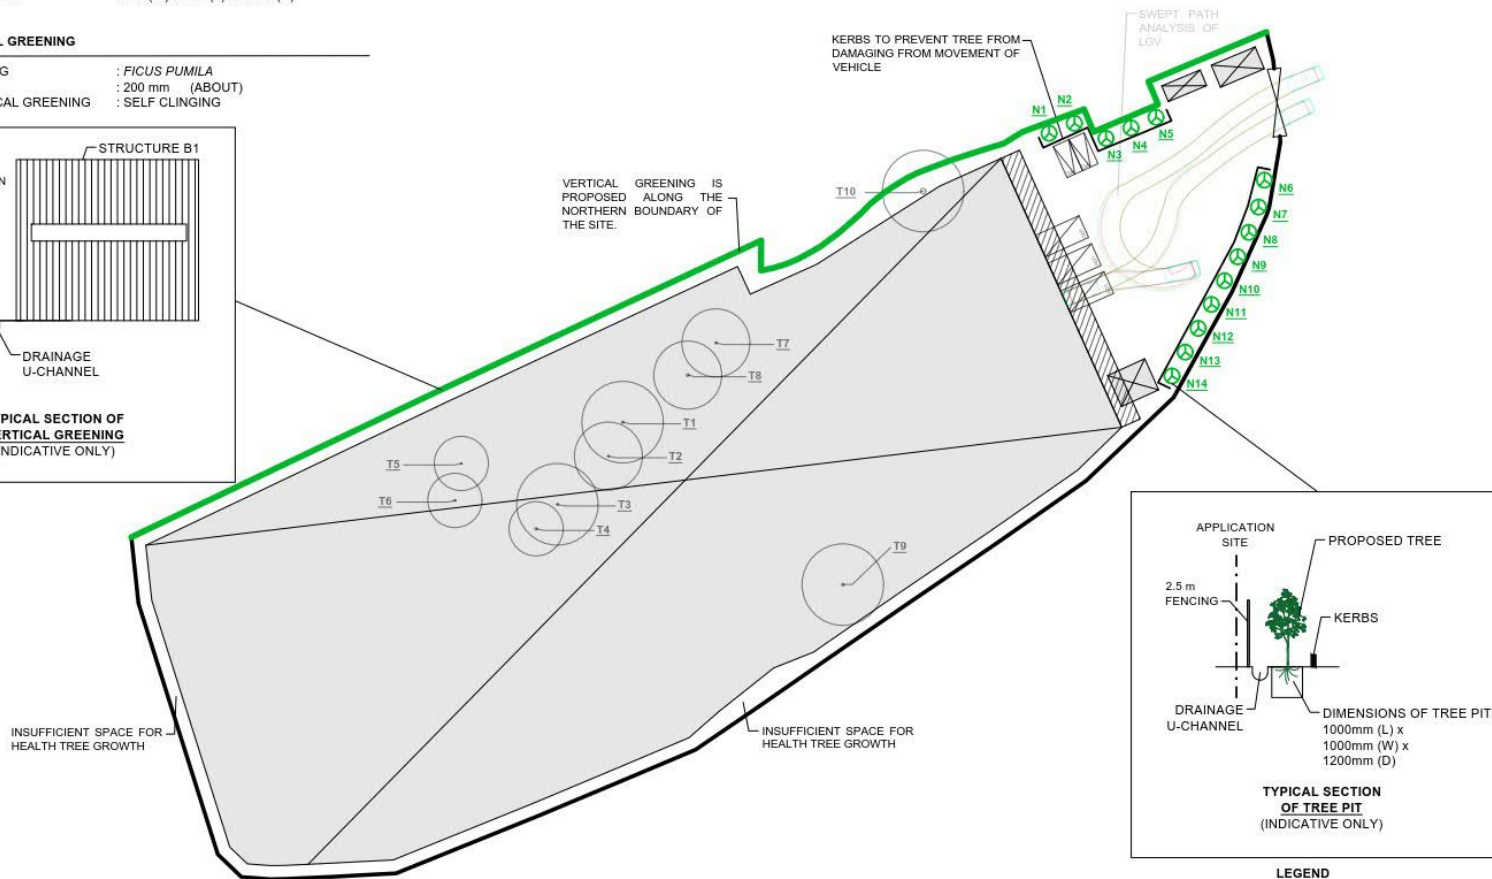 L GREENING
G : FICUS PUMILA
: 200 mm (ABOUT)
CAL GREENING : SELF CLINGING
STRUCTURE B1
N
DRAINAGE
U-CHANNEL
PICAL SECTION OF
ERTICAL GREENING
NDICATIVE ONLY)
SWEPT PATH
ANALYSIS OF
LGV
KERBS TO PREVENT TREE FROM
DAMAGING FROM MOVEMENT OF
VEHICLE
VERTICAL GREENING IS
PROPOSED ALONG THE
NORTHERN BOUNDARY OF
THE SITE.
N1
N2
N3
N4
N5
N6
N7
N8
N9
N10
N11
N12
N13
N14
T10
T7
T8
T1
T2
T5
T6
T3
T4
T9
INSUFFICIENT SPACE FOR
HEALTH TREE GROWTH
INSUFFICIENT SPACE FOR
HEALTH TREE GROWTH
APPLICATION
SITE
PROPOSED TREE
2.5 m
FENCING
KERBS
DRAINAGE
U-CHANNEL
DIMENSIONS OF TREE PIT
1000mm (L) x
1000mm (W) x
1200mm (D)
TYPICAL SECTION
OF TREE PIT
(INDICATIVE ONLY)
LEGEND